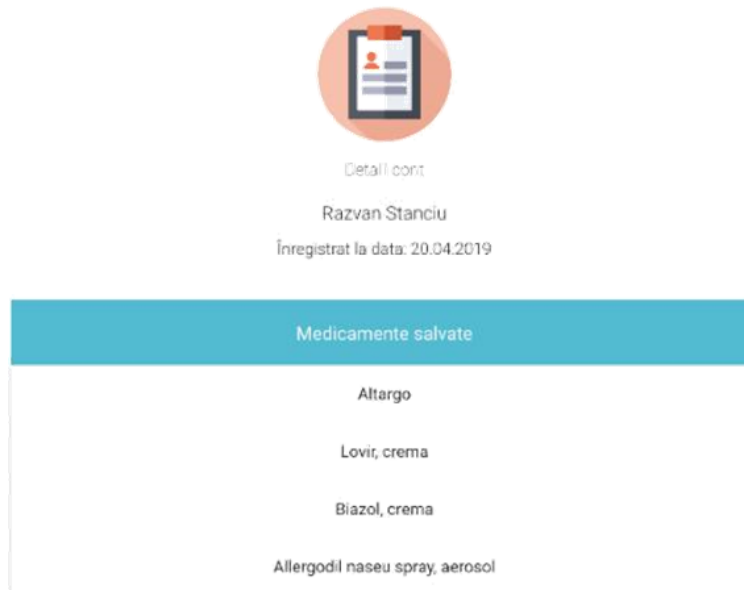 Detalii cont
Razvan Stanciu
Înregistrat la data: 20.04.2019
Medicamente salvate
Altargo
Lovir, crema
Biazol, crema
Allergodil naseu spray, aerosol